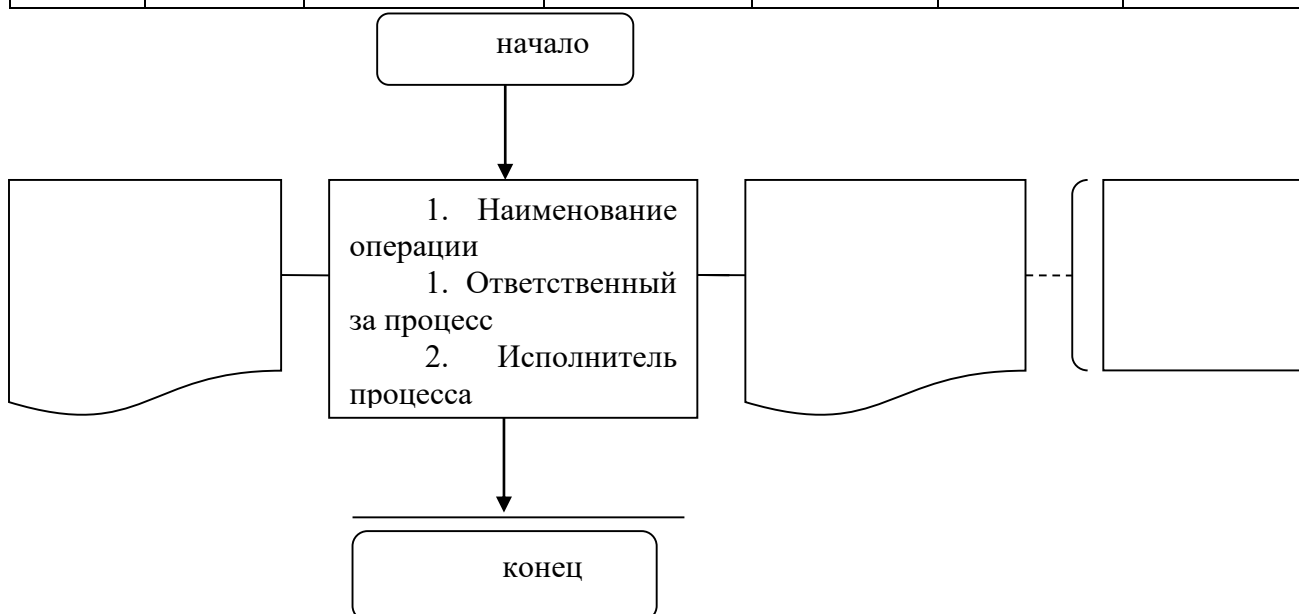 начало
1. Наименование
операции
1. Ответственный
за процесс
2. Исполнитель
процесса
конец